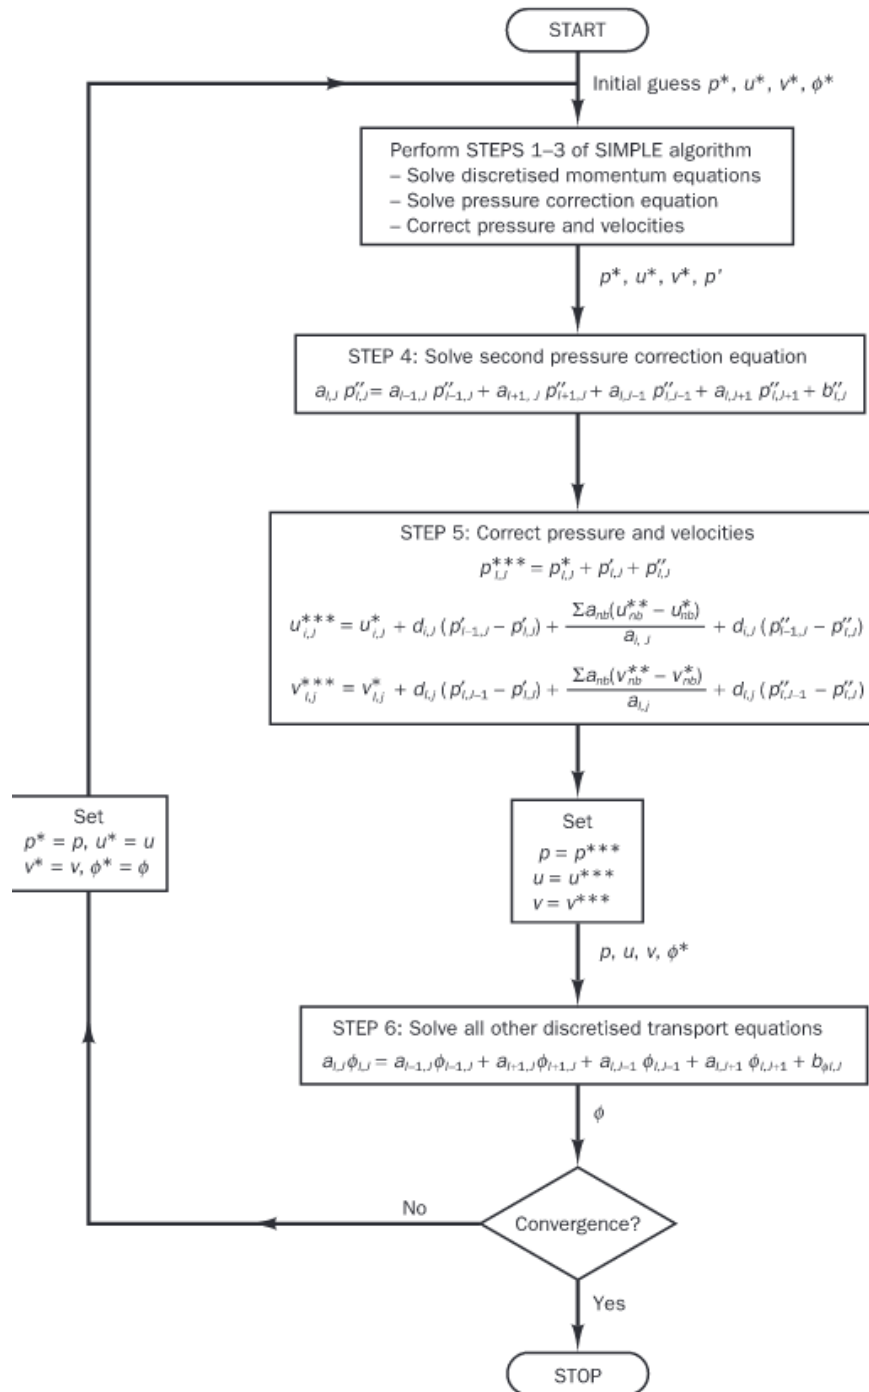 START
Initial guess p*, u*, v*, ϕ*
Perform STEPS 1–3 of SIMPLE algorithm
– Solve discretised momentum equations
– Solve pressure correction equation
– Correct pressure and velocities
p*, u*, v*, p′
STEP 4: Solve second pressure correction equation
a_{I,J} p″_{I,J} = a_{I–1,J} p″_{I–1,J} + a_{I+1,J} p″_{I+1,J} + a_{I,J–1} p″_{I,J–1} + a_{I,J+1} p″_{I,J+1} + b″_{I,J}
STEP 5: Correct pressure and velocities
p***_{I,J} = p*_{I,J} + p′_{I,J} + p″_{I,J}
u***_{i,J} = u*_{i,J} + d_{i,J} (p′_{I–1,J} – p′_{I,J}) + Σa_{nb}(u**_{nb} – u*_{nb}) / a_{i,J} + d_{i,J} (p″_{I–1,J} – p″_{I,J})
v***_{I,j} = v*_{I,j} + d_{I,j} (p′_{I,J–1} – p′_{I,J}) + Σa_{nb}(v**_{nb} – v*_{nb}) / a_{I,j} + d_{I,j} (p″_{I,J–1} – p″_{I,J})
Set
p* = p, u* = u
v* = v, ϕ* = ϕ
Set
p = p***
u = u***
v = v***
p, u, v, ϕ*
STEP 6: Solve all other discretised transport equations
a_{I,J}ϕ_{I,J} = a_{I–1,J}ϕ_{I–1,J} + a_{I+1,J}ϕ_{I+1,J} + a_{I,J–1} ϕ_{I,J–1} + a_{I,J+1} ϕ_{I,J+1} + b_{ϕI,J}
ϕ
No
Convergence?
Yes
STOP